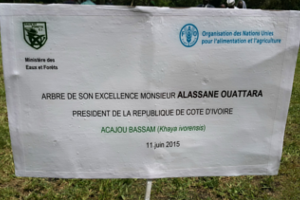 Ministère des
Eaux et Forêts
Organisation des Nations Unies
pour l'alimentation et l'agriculture
ARBRE DE SON EXCELLENCE MONSIEUR ALASSANE OUATTARA
PRESIDENT DE LA REPUBLIQUE DE COTE D'IVOIRE
ACAJOU BASSAM (Khaya ivorensis)
11 juin 2015